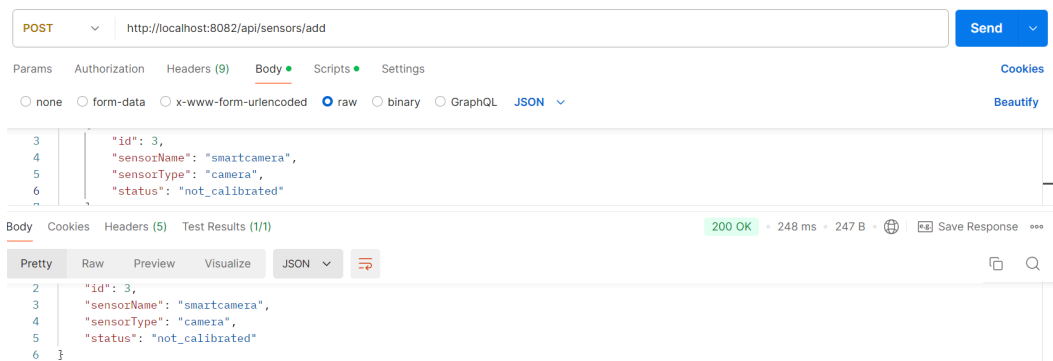 POST http://localhost:8082/api/sensors/add Send
Params Authorization Headers (9) Body Scripts Settings Cookies
none form-data x-www-form-urlencoded raw binary GraphQL JSON Beautify
3 "id": 3,
4 "sensorName": "smartcamera",
5 "sensorType": "camera",
6 "status": "not_calibrated"
Body Cookies Headers (5) Test Results (1/1) 200 OK 248 ms 247 B e.g. Save Response
Pretty Raw Preview Visualize JSON
2 "id": 3,
3 "sensorName": "smartcamera",
4 "sensorType": "camera",
5 "status": "not_calibrated"
6 }